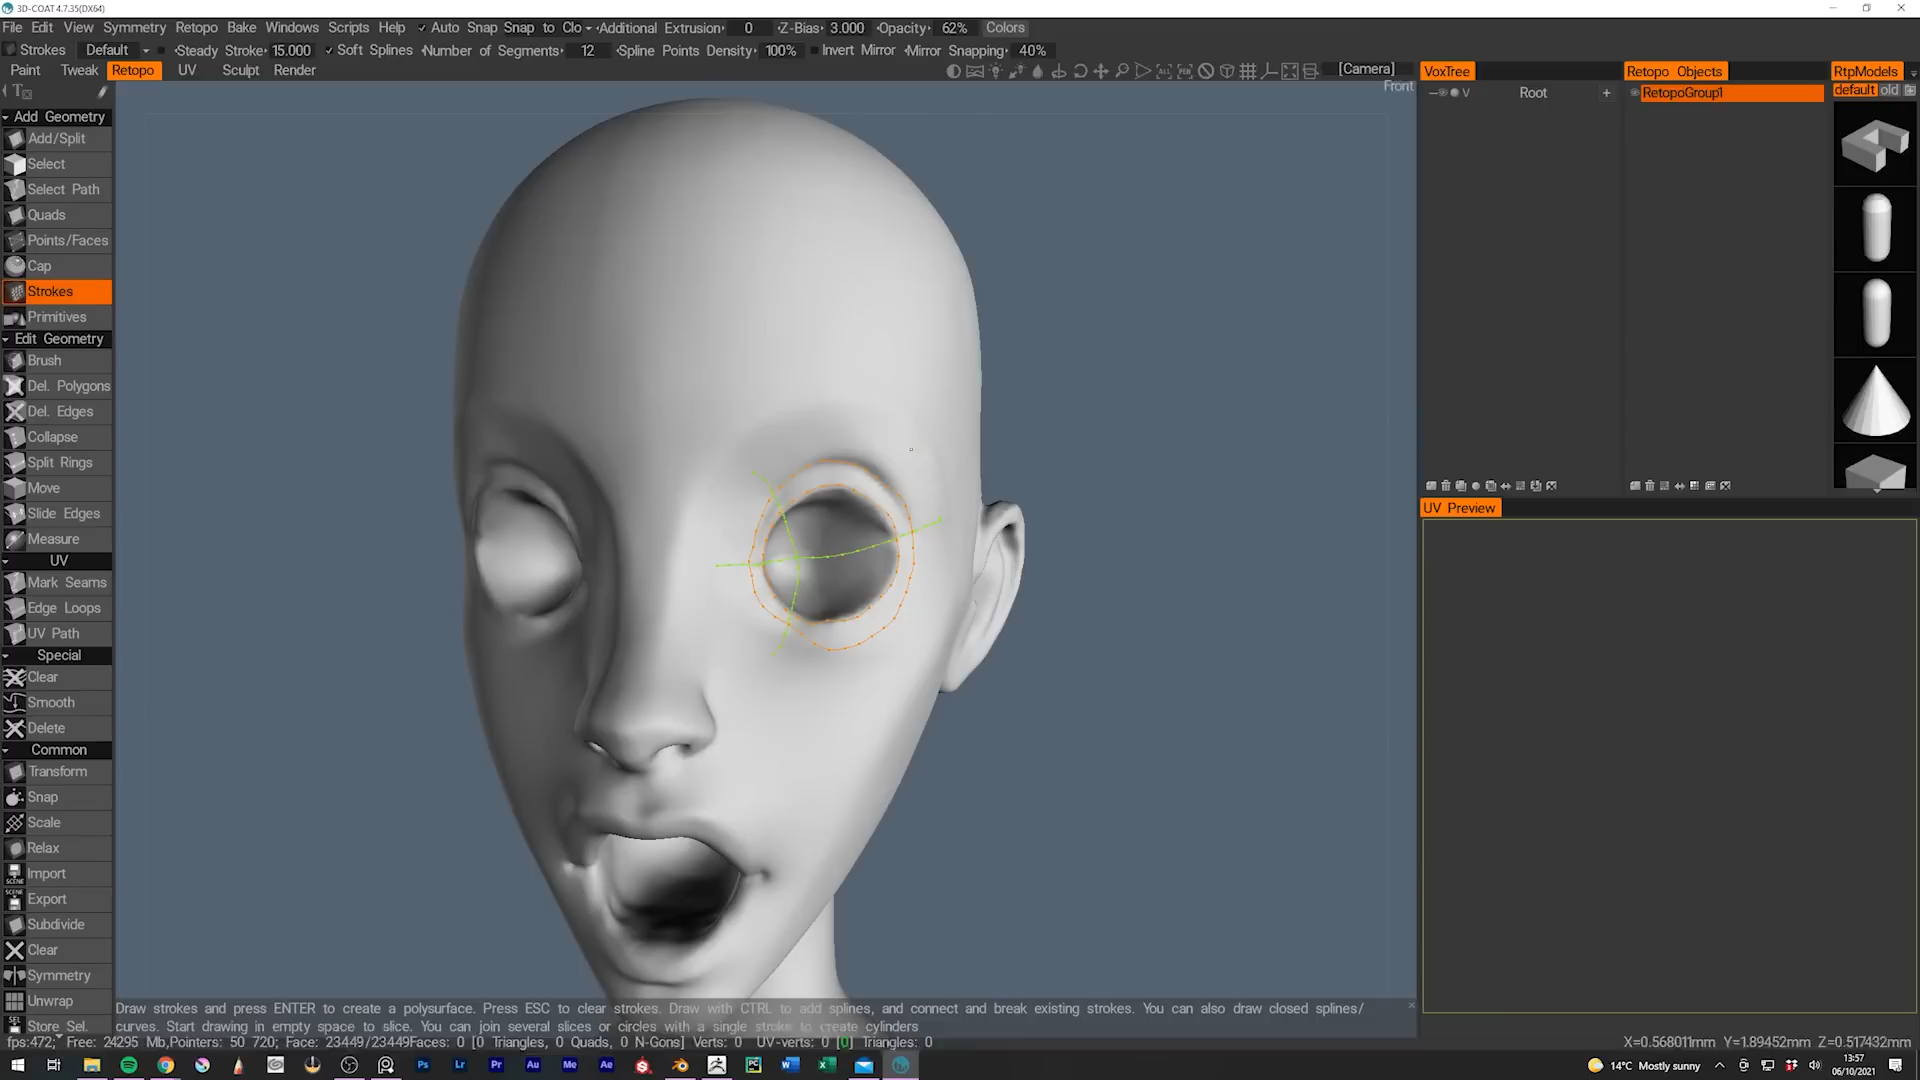 3D-COAT 4.7.35(DX64)
File Edit View Symmetry Retopo Bake Windows Scripts Help Auto Snap Snap to Clo Additional Extrusion 0 Z-Bias 3.000 Opacity 62% Colors
Strokes Default Steady Stroke 15.000 Soft Splines Number of Segments 12 Spline Points Density 100% Invert Mirror Mirror Snapping 40%
Paint Tweak Retopo UV Sculpt Render [Camera] VoxTree Retopo Objects RtpModels
Front
V Root + RetopoGroup1 default old
Add Geometry
Add/Split
Select
Select Path
Quads
Points/Faces
Cap
Strokes
Primitives
Edit Geometry
Brush
Del. Polygons
Del. Edges
Collapse
Split Rings
Move
Slide Edges
Measure
UV
Mark Seams
Edge Loops
UV Path
Special
Clear
Smooth
Delete
Common
Transform
Snap
Scale
Relax
Import
Export
Subdivide
Clear
Symmetry
Unwrap
Store Sel.
UV Preview
Draw strokes and press ENTER to create a polysurface. Press ESC to clear strokes. Draw with CTRL to add splines, and connect and break existing strokes. You can also draw closed splines/
curves. Start drawing in empty space to slice. You can join several slices or circles with a single stroke to create cylinders
fps:472; Free: 24295 Mb,Pointers: 50 720; Face: 23449/23449Faces: 0 [0 Triangles, 0 Quads, 0 N-Gons] Verts: 0 UV-verts: 0 [0] Triangles: 0
X=0.568011mm Y=1.89452mm Z=0.517432mm
14°C Mostly sunny
13:57
06/10/2021